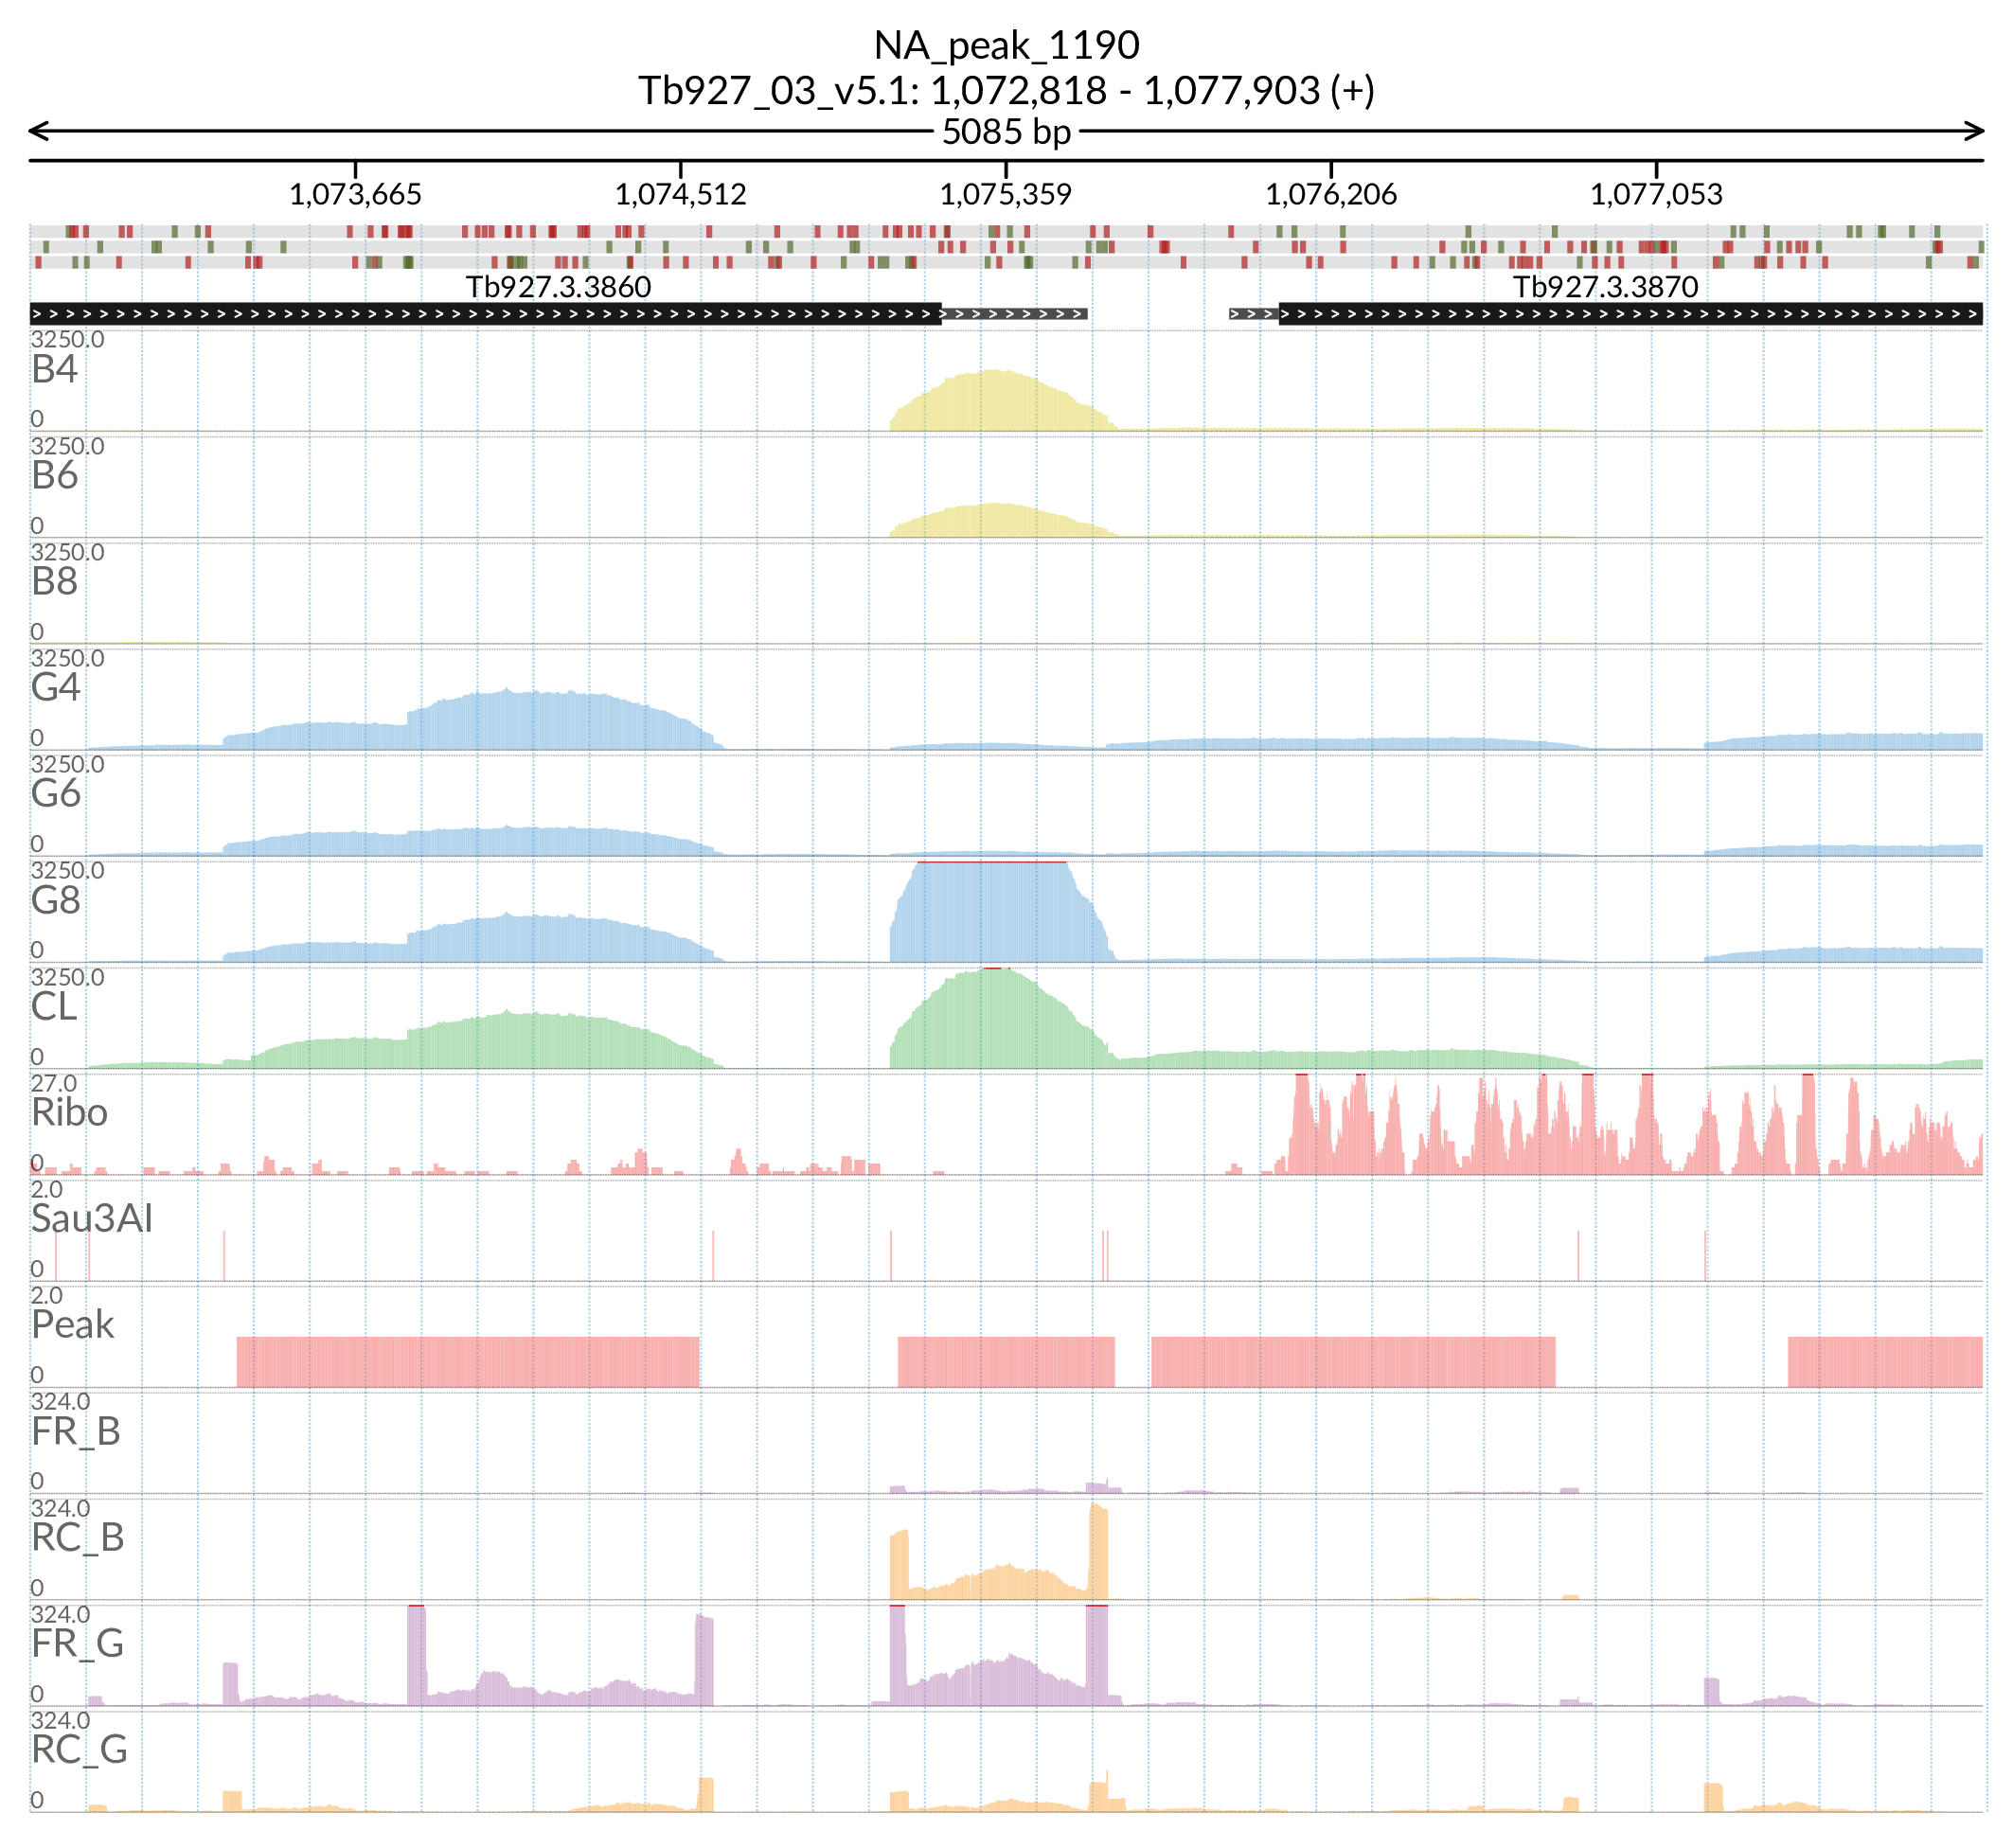 NA_peak_1190
Tb927_03_v5.1: 1,072,818 - 1,077,903 (+)
5085 bp
1,073,665 1,074,512 1,075,359 1,076,206 1,077,053
Tb927.3.3860 Tb927.3.3870
3250.0
B4
0
3250.0
B6
0
3250.0
B8
0
3250.0
G4
0
3250.0
G6
0
3250.0
G8
0
3250.0
CL
0
27.0
Ribo
0
2.0
Sau3AI
0
2.0
Peak
0
324.0
FR_B
0
324.0
RC_B
0
324.0
FR_G
0
324.0
RC_G
0